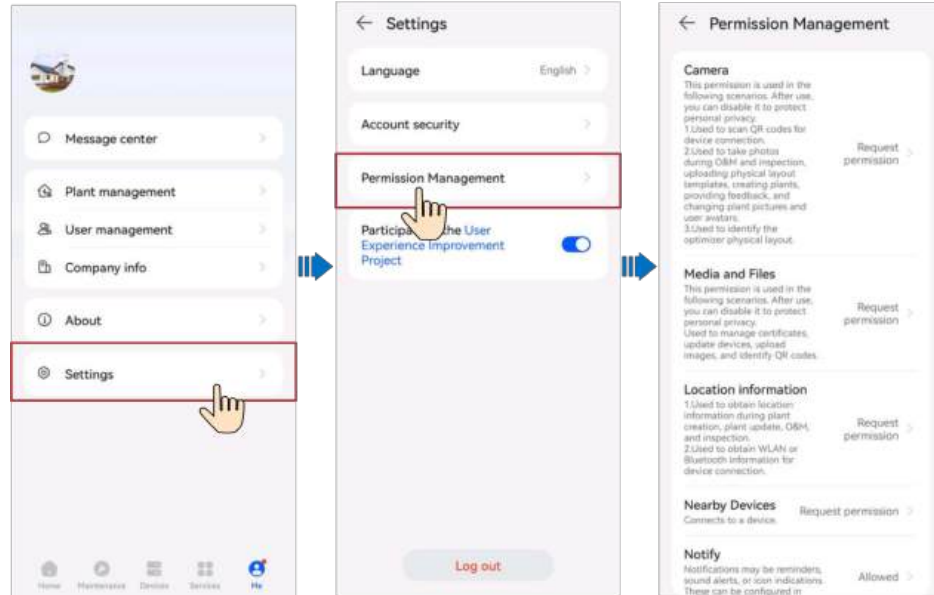 Message center
Plant management
User management
Company info
About
Settings
Home
Maintenance
Devices
Services
Me
Settings
Language
English
Account security
Permission Management
Participa the User
Experience Improvement
Project
Log out
Permission Management
Camera
This permission is used in the
following scenarios. After use,
you can disable it to protect
personal privacy.
1.Used to scan QR codes for
device connection.
2.Used to take photos
during O&M and inspection,
uploading physical layout
templates, creating plants,
providing feedback, and
changing plant pictures and
user avatars.
3.Used to identify the
optimizer physical layout.
Request
permission
Media and Files
This permission is used in the
following scenarios. After use,
you can disable it to protect
personal privacy.
Used to manage certificates,
update devices, upload
images, and identify QR codes.
Request
permission
Location information
1.Used to obtain location
information during plant
creation, plant update, O&M,
and inspection.
2.Used to obtain WLAN or
Bluetooth information for
device connection.
Request
permission
Nearby Devices
Connects to a device.
Request permission
Notify
Notifications may be reminders,
sound alerts, or icon indications.
These can be configured in
Allowed